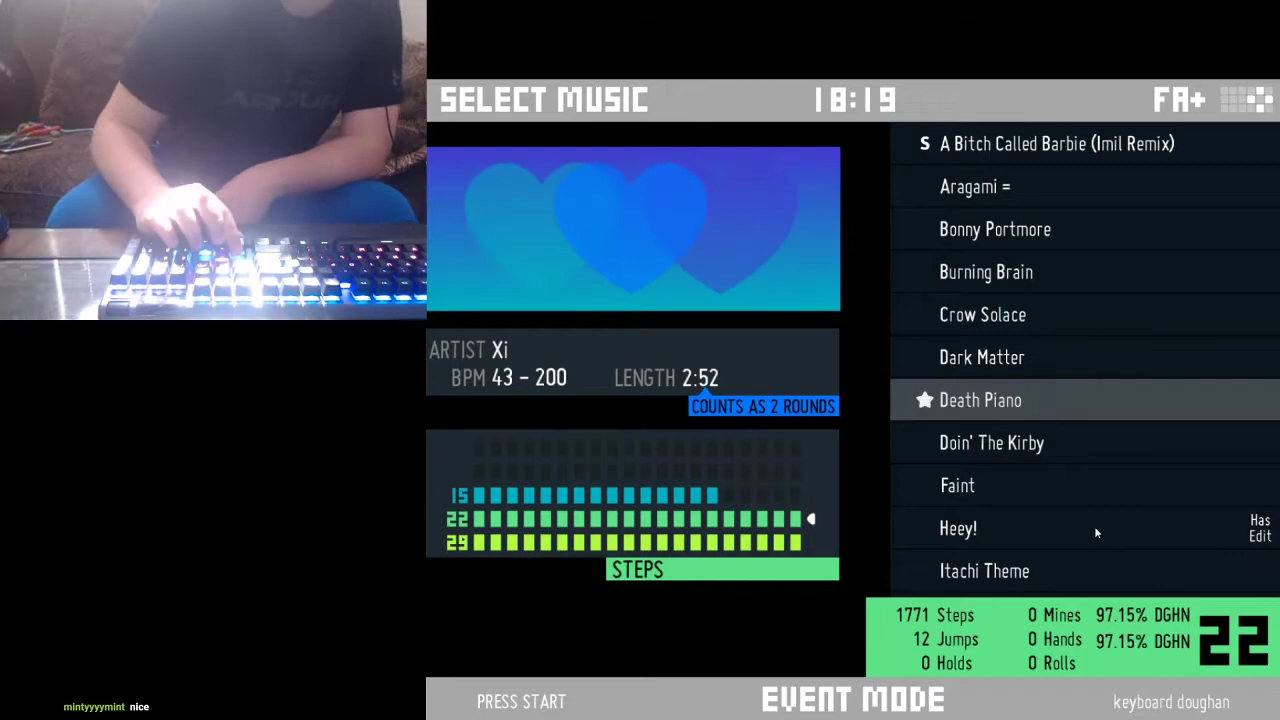 SELECT MUSIC 18:19 FA+
S A Bitch Called Barbie (Imil Remix)
Aragami =
Bonny Portmore
Burning Brain
Crow Solace
Dark Matter
Death Piano
Doin' The Kirby
Faint
Heey! Has Edit
Itachi Theme
ARTIST Xi
BPM 43 - 200 LENGTH 2:52
COUNTS AS 2 ROUNDS
15
22
29
STEPS
1771 Steps 0 Mines 97.15% DGHN
12 Jumps 0 Hands 97.15% DGHN
0 Holds 0 Rolls
22
PRESS START EVENT MODE keyboard doughan
mintyyyymint nice